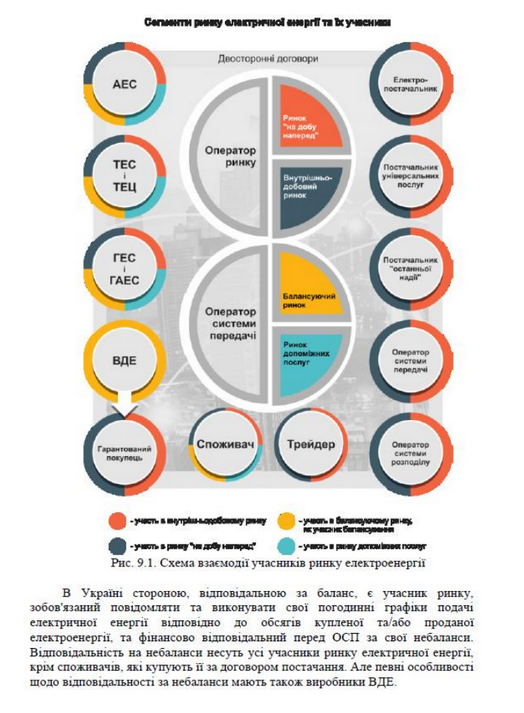 Сегменти ринку електричної енергії та їх учасники
Двосторонні договори
АЕС
ТЕС
і
ТЕЦ
ГЕС
і
ГАЕС
ВДЕ
Гарантований
покупець
Оператор
ринку
Ринок
"на добу
наперед"
Внутрішньо-
добовий
ринок
Оператор
системи
передачі
Балансуючий
ринок
Ринок
допоміжних
послуг
Споживач
Трейдер
Електро-
постачальник
Постачальник
універсальних
послуг
Постачальник
"останньої
надії"
Оператор
системи
передачі
Оператор
системи
розподілу
- участь в внутрішньодобовому ринку
- участь в балансуючому ринку,
як учасник балансування
- участь в ринку "на добу наперед"
- участь в ринку допоміжних послуг
Рис. 9.1. Схема взаємодії учасників ринку електроенергії
В Україні стороною, відповідальною за баланс, є учасник ринку,
зобов'язаний повідомляти та виконувати свої погодинні графіки подачі
електричної енергії відповідно до обсягів купленої та/або проданої
електроенергії, та фінансово відповідальний перед ОСП за свої небаланси.
Відповідальність на небаланси несуть усі учасники ринку електричної енергії,
крім споживачів, які купують її за договором постачання. Але певні особливості
щодо відповідальності за небаланси мають також виробники ВДЕ.